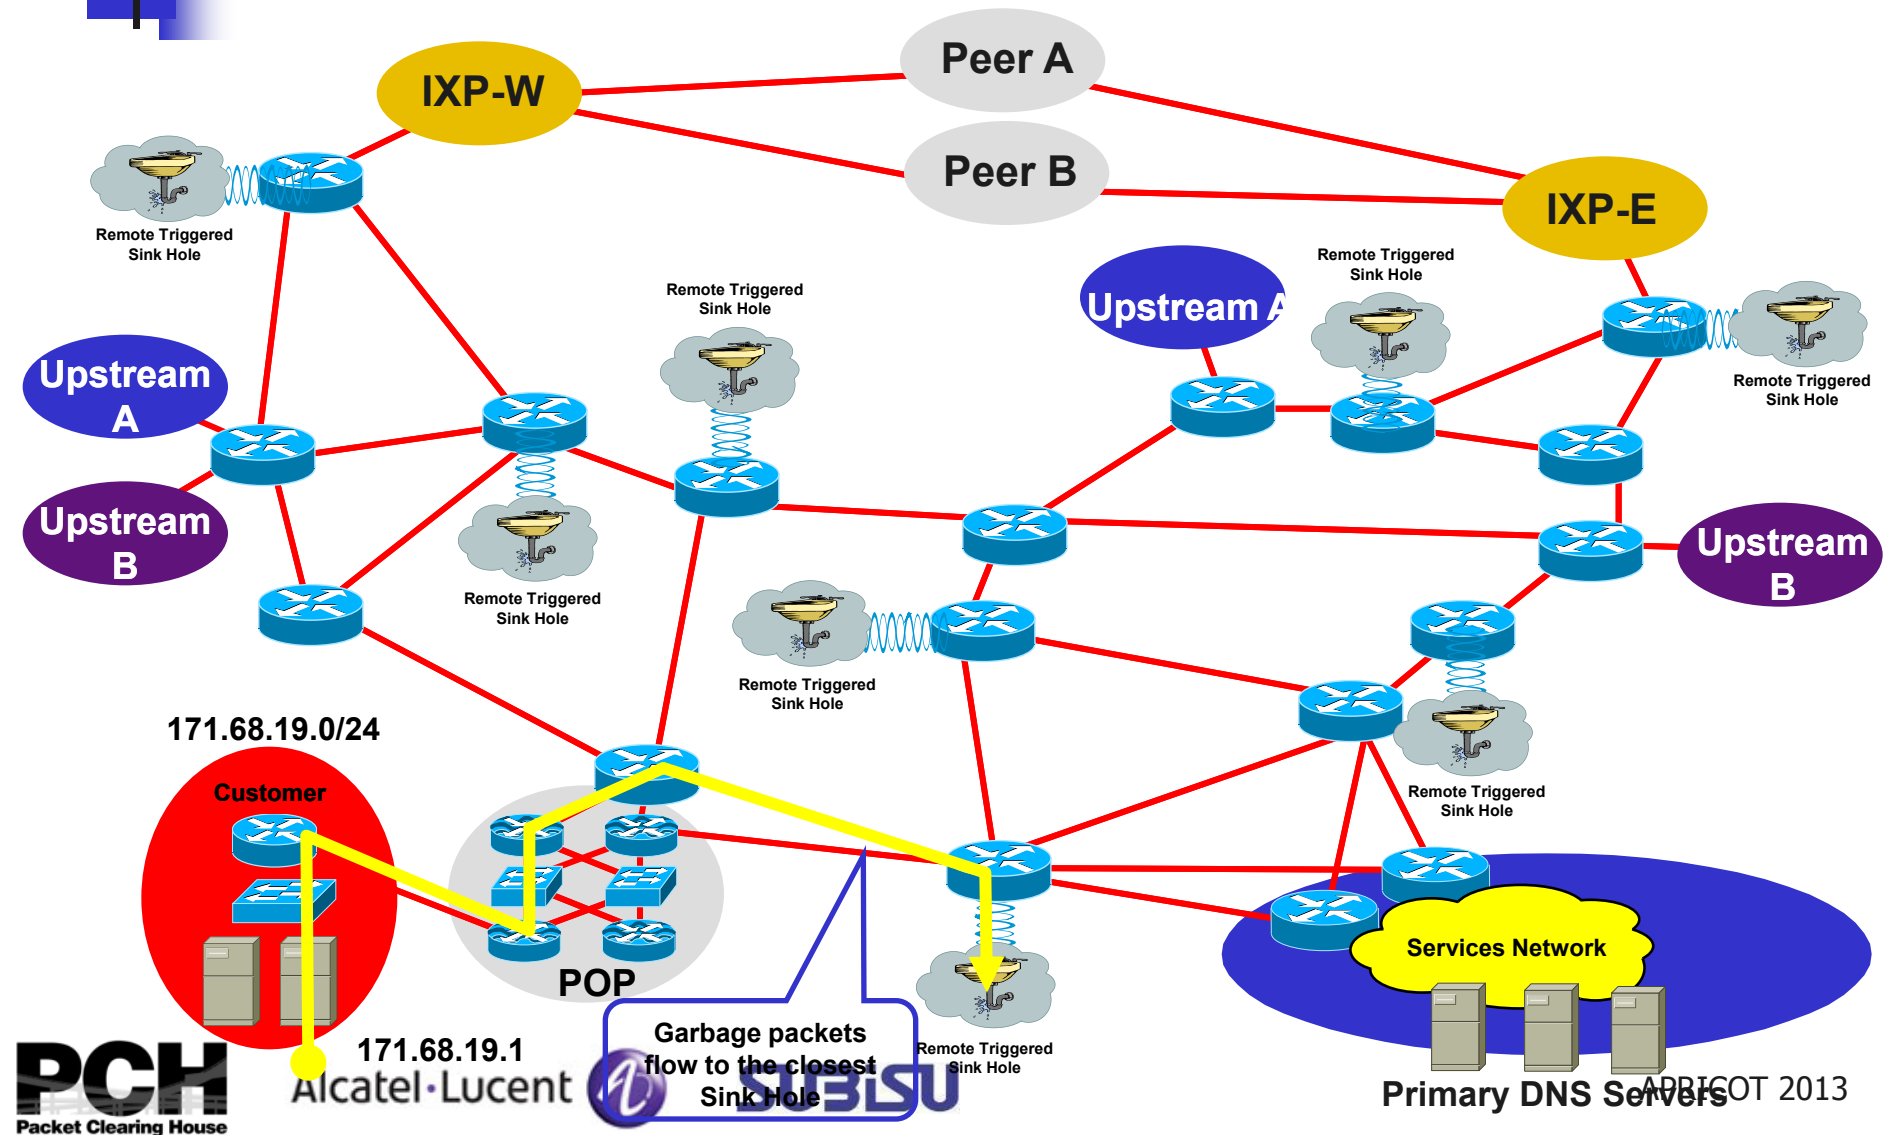 Peer A
IXP-W
Peer B
IXP-E
Remote Triggered
Sink Hole
Remote Triggered
Sink Hole
Upstream A
Remote Triggered
Sink Hole
Upstream
A
Remote Triggered
Sink Hole
Upstream
B
Upstream
B
Remote Triggered
Sink Hole
Remote Triggered
Sink Hole
171.68.19.0/24
Customer
Remote Triggered
Sink Hole
Services Network
POP
Garbage packets
flow to the closest
Sink Hole
Remote Triggered
Sink Hole
171.68.19.1
Primary DNS Servers
APRICOT 2013
PCH
Packet Clearing House
Alcatel·Lucent
SUBISU